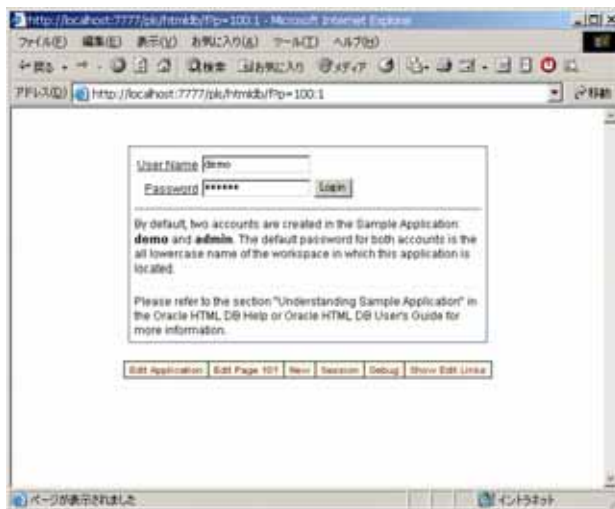 http://localhost:7777/pls/htmldb/f?p=100:1 - Microsoft Internet Explorer
ファイル(F) 編集(E) 表示(V) お気に入り(A) ツール(T) ヘルプ(H)
戻る 検索 お気に入り メディア
アドレス(D) http://localhost:7777/pls/htmldb/f?p=100:1 移動
User Name demo
Password ****** Login
By default, two accounts are created in the Sample Application:
demo and admin. The default password for both accounts is the
all lowercase name of the workspace in which this application is
located.
Please refer to the section "Understanding Sample Application" in
the Oracle HTML DB Help or Oracle HTML DB User's Guide for
more information.
Edit Application Edit Page 101 New Session Debug Show Edit Links
ページが表示されました イントラネット